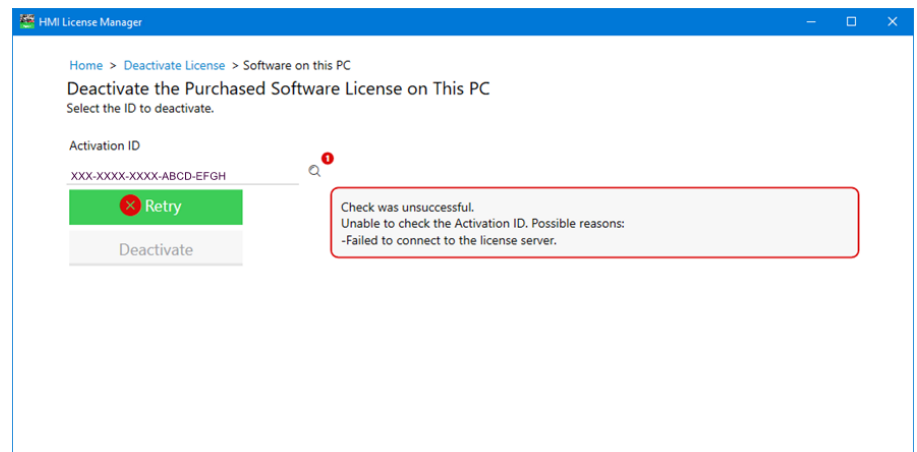 HMI License Manager
Home > Deactivate License > Software on this PC
Deactivate the Purchased Software License on This PC
Select the ID to deactivate.
Activation ID
1
XXX-XXXX-XXXX-ABCD-EFGH
Retry
Check was unsuccessful.
Unable to check the Activation ID. Possible reasons:
-Failed to connect to the license server.
Deactivate